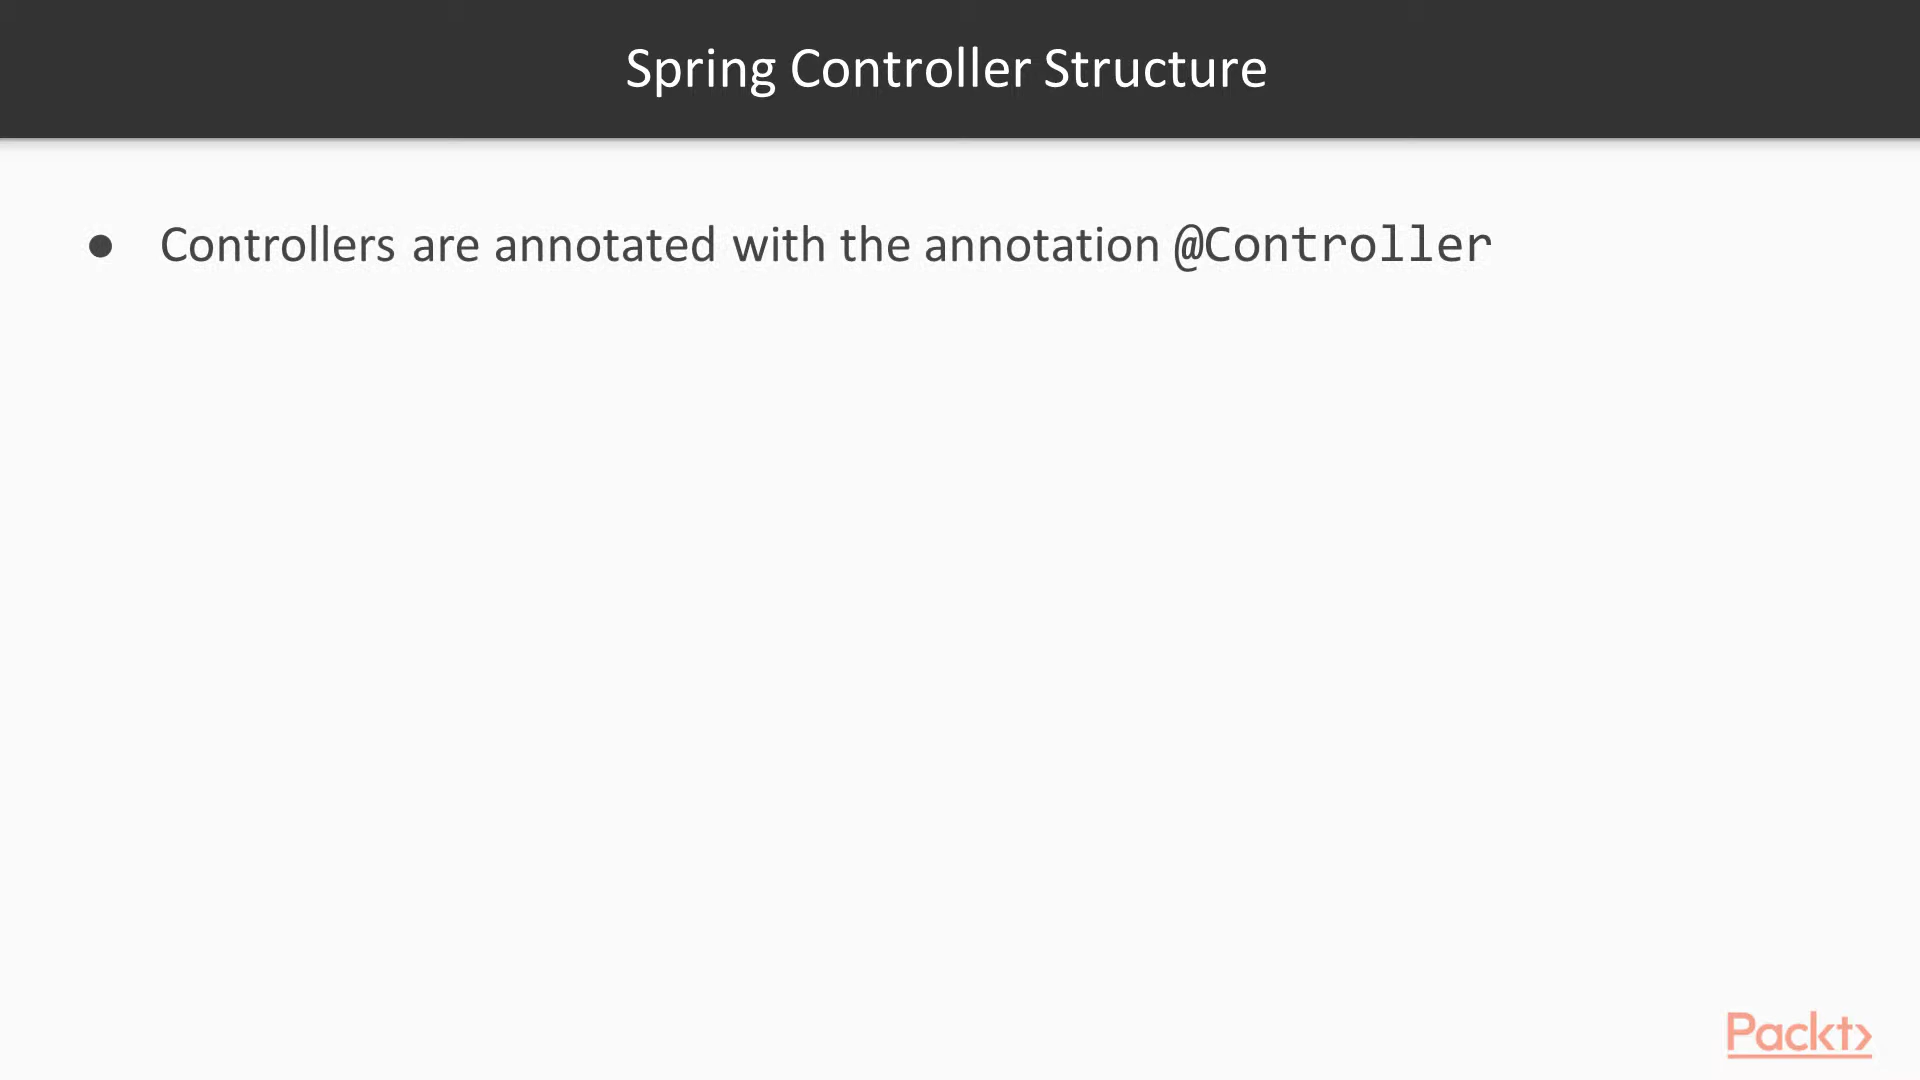 Spring Controller Structure
● Controllers are annotated with the annotation @Controller
Packt>